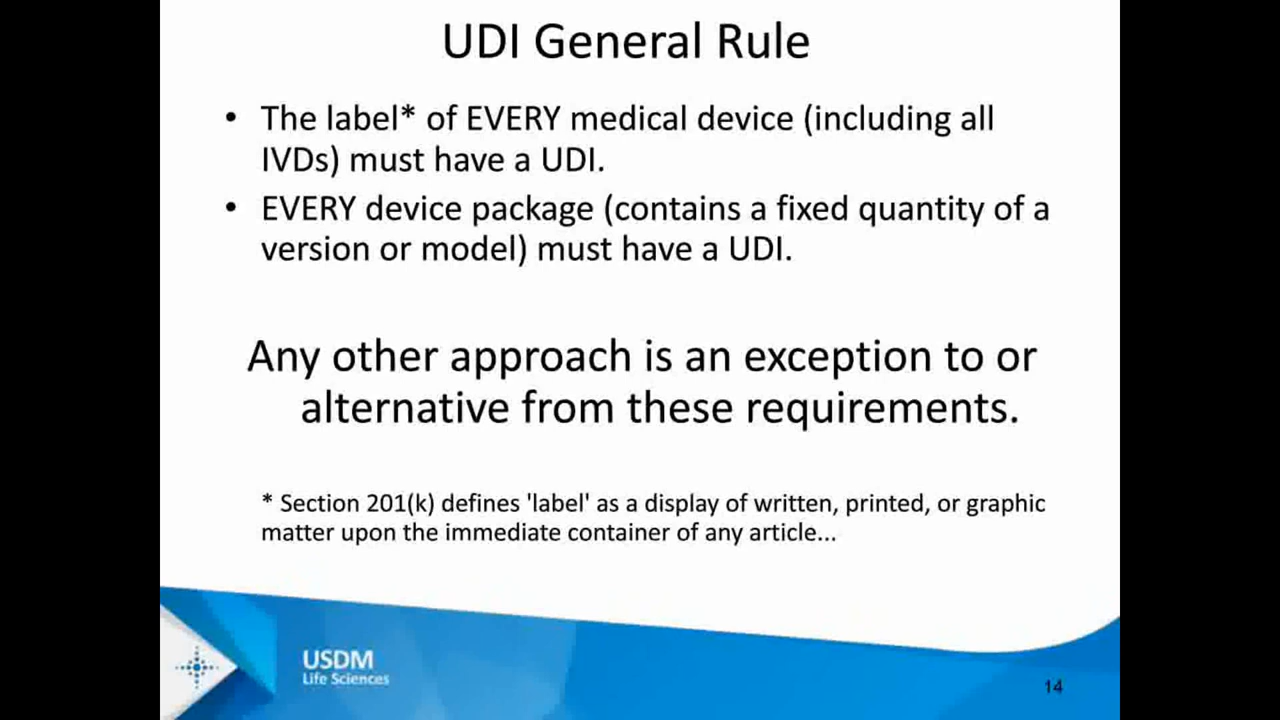 UDI General Rule
• The label* of EVERY medical device (including all
IVDs) must have a UDI.
• EVERY device package (contains a fixed quantity of a
version or model) must have a UDI.
Any other approach is an exception to or
alternative from these requirements.
* Section 201(k) defines 'label' as a display of written, printed, or graphic
matter upon the immediate container of any article...
USDM
Life Sciences
14